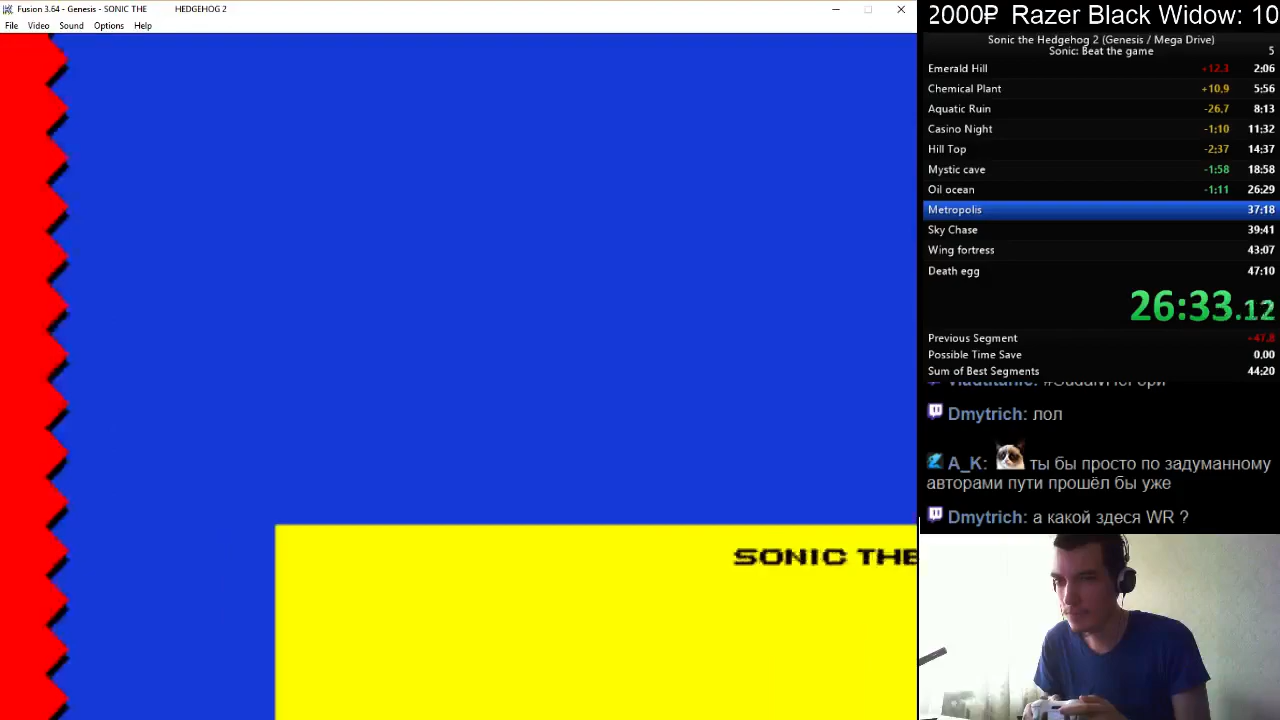 Fusion 3.64 - Genesis - SONIC THE HEDGEHOG 2
File Video Sound Options Help
SONIC THE
2000₽ Razer Black Widow: 10
Sonic the Hedgehog 2 (Genesis / Mega Drive)
Sonic: Beat the game 5
Emerald Hill +12.3 2:06
Chemical Plant +10,9 5:56
Aquatic Ruin -26,7 8:13
Casino Night -1:10 11:32
Hill Top -2:37 14:37
Mystic cave -1:58 18:58
Oil ocean -1:11 26:29
Metropolis 37:18
Sky Chase 39:41
Wing fortress 43:07
Death egg 47:10
26:33.12
Previous Segment +47,8
Possible Time Save 0,00
Sum of Best Segments 44:20
Dmytrich: лол
A_K: ты бы просто по задуманному
авторами пути прошёл бы уже
Dmytrich: а какой здеся WR ?